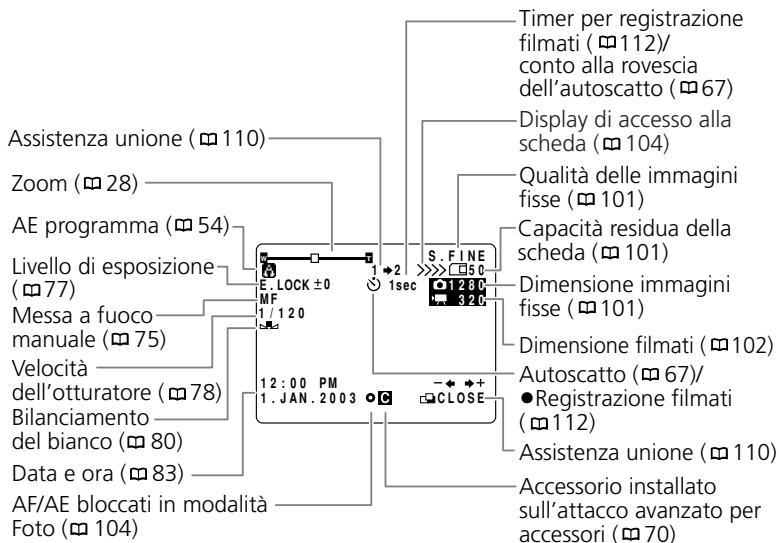 Timer per registrazione
filmati ( 112)/
conto alla rovescia
dell'autoscatto ( 67)
Display di accesso alla
scheda ( 104)
Qualità delle immagini
fisse ( 101)
Capacità residua della
scheda ( 101)
Dimensione immagini
fisse ( 101)
Dimensione filmati ( 102)
Autoscatto ( 67)/
●Registrazione filmati
( 112)
Assistenza unione ( 110)
Accessorio installato
sull'attacco avanzato per
accessori ( 70)
Assistenza unione ( 110)
Zoom ( 28)
AE programma ( 54)
Livello di esposizione
( 77)
Messa a fuoco
manuale ( 75)
Velocità
dell'otturatore ( 78)
Bilanciamento
del bianco ( 80)
Data e ora ( 83)
AF/AE bloccati in modalità
Foto ( 104)
W T S.FINE
A 1 → 2 >>>> 50
E.LOCK ±0 1sec 1280
MF 320
1/120
12:00 PM − ← → +
1.JAN.2003 C CLOSE